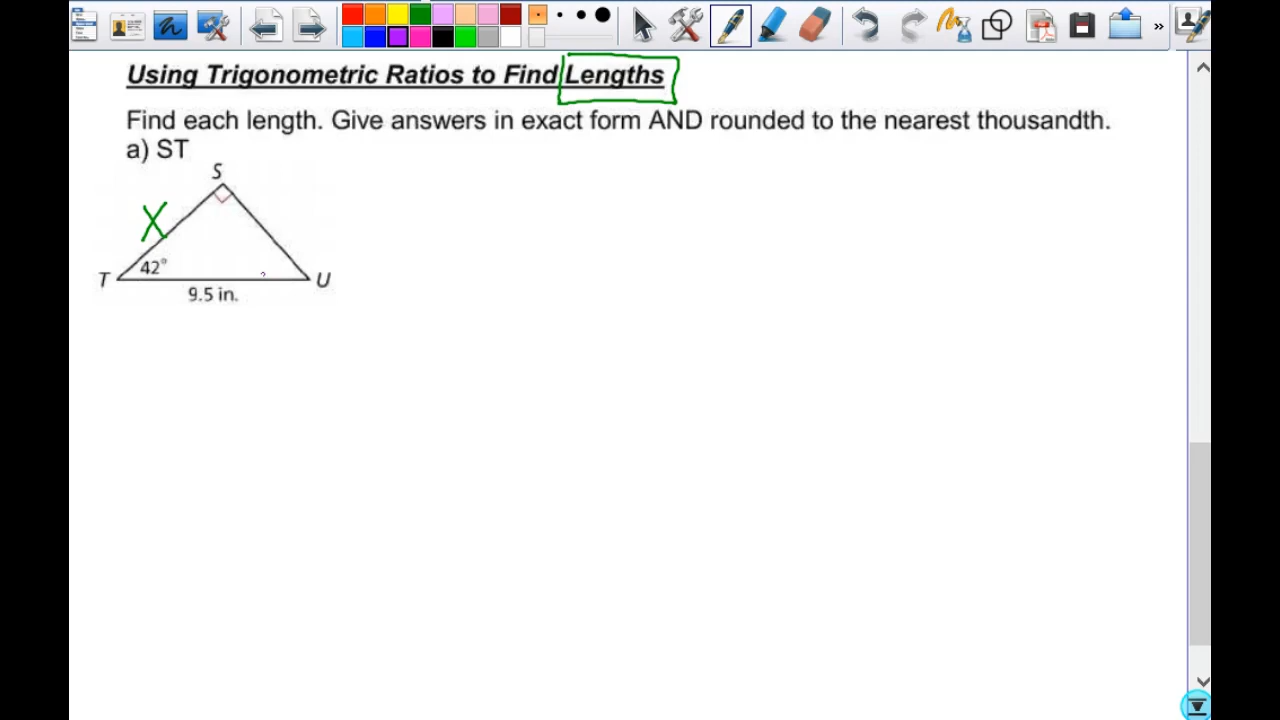 Using Trigonometric Ratios to Find Lengths
Find each length. Give answers in exact form AND rounded to the nearest thousandth.
a) ST
S
X
42°
T
U
9.5 in.
»